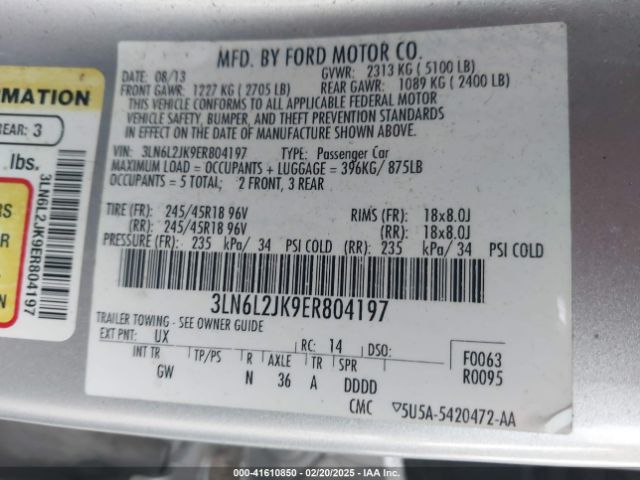 MFD. BY FORD MOTOR CO.
DATE: 08/13 GVWR: 2313 KG ( 5100 LB)
FRONT GAWR: 1227 KG ( 2705 LB) REAR GAWR: 1089 KG ( 2400 LB)
THIS VEHICLE CONFORMS TO ALL APPLICABLE FEDERAL MOTOR
VEHICLE SAFETY, BUMPER, AND THEFT PREVENTION STANDARDS
IN EFFECT ON THE DATE OF MANUFACTURE SHOWN ABOVE.
VIN: 3LN6L2JK9ER804197 TYPE: Passenger Car
MAXIMUM LOAD = OCCUPANTS + LUGGAGE = 396KG/ 875LB
OCCUPANTS = 5 TOTAL; 2 FRONT, 3 REAR
TIRE (FR): 245/45R18 96V RIMS (FR): 18x8.0J
(RR): 245/45R18 96V (RR): 18x8.0J
PRESSURE (FR): 235 kPa/ 34 PSI COLD (RR): 235 kPa/ 34 PSI COLD
3LN6L2JK9ER804197
TRAILER TOWING - SEE OWNER GUIDE
EXT PNT: UX RC: 14 DSO:
INT TR TP/PS R AXLE TR SPR F0063
GW N 36 A DDDD R0095
CMC ▽5U5A-5420472-AA
RMATION
REAR: 3
lbs.
RS
R
ON
3LN6L2JK9ER804197
000-41610850 / 02/20/2025 / IAA Inc.